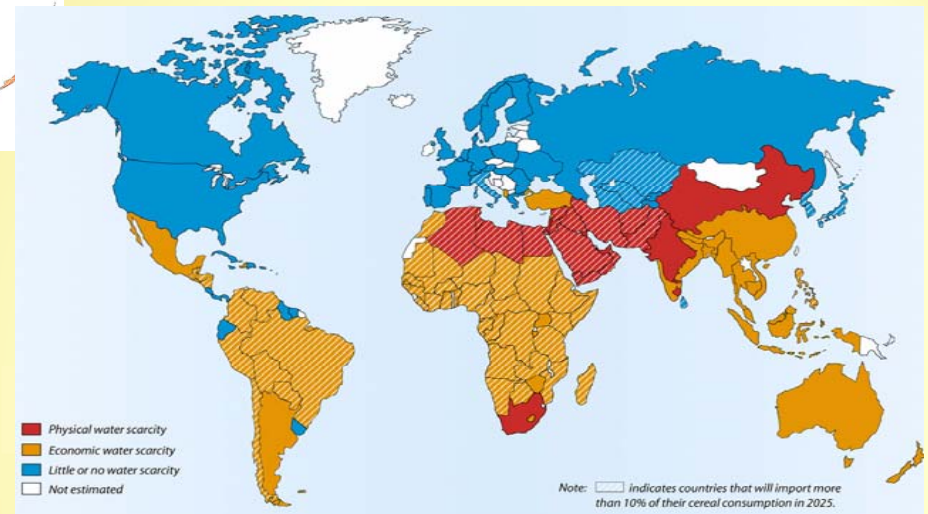 Physical water scarcity
Economic water scarcity
Little or no water scarcity
Not estimated
Note: indicates countries that will import more
than 10% of their cereal consumption in 2025.